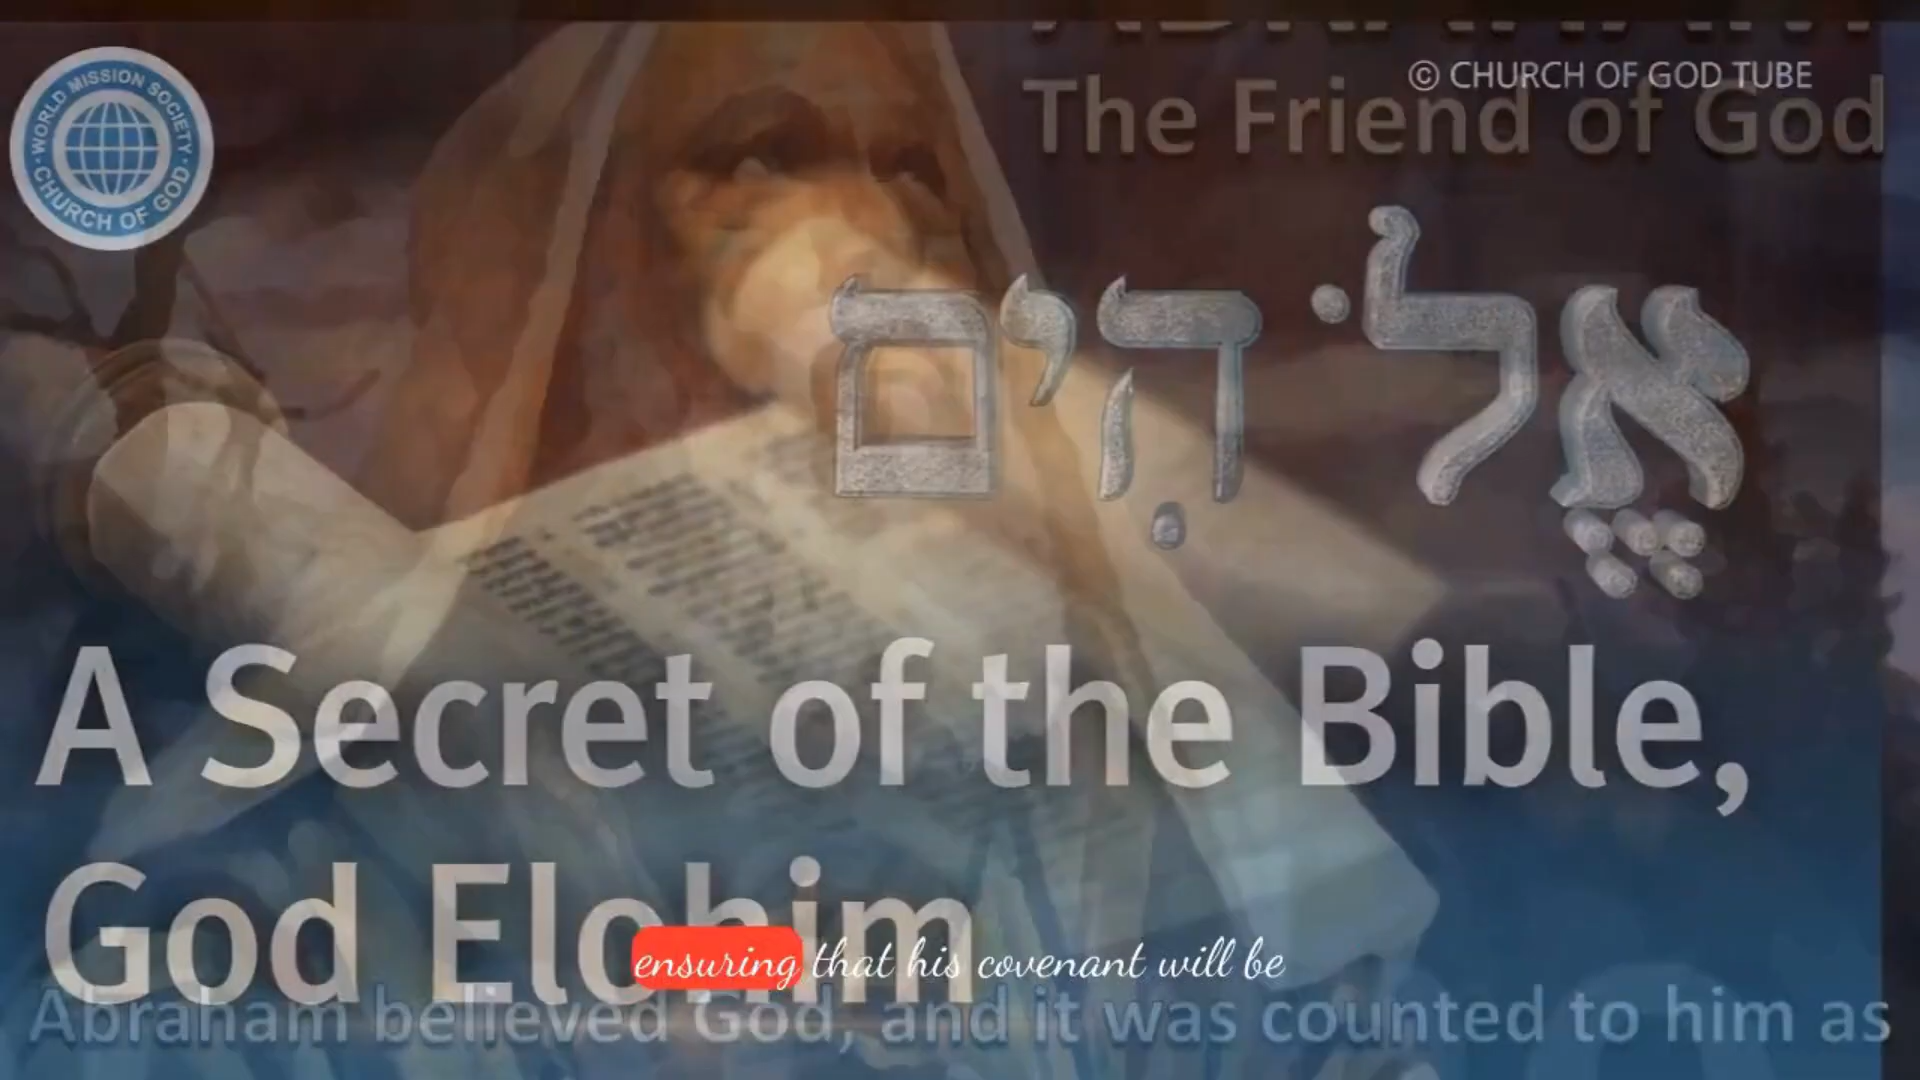 WORLD MISSION SOCIETY
CHURCH OF GOD
© CHURCH OF GOD TUBE
The Friend of God
אֱלֹהִים
A Secret of the Bible,
God Elohim
ensuring that his covenant will be
Abraham believed God, and it was counted to him as